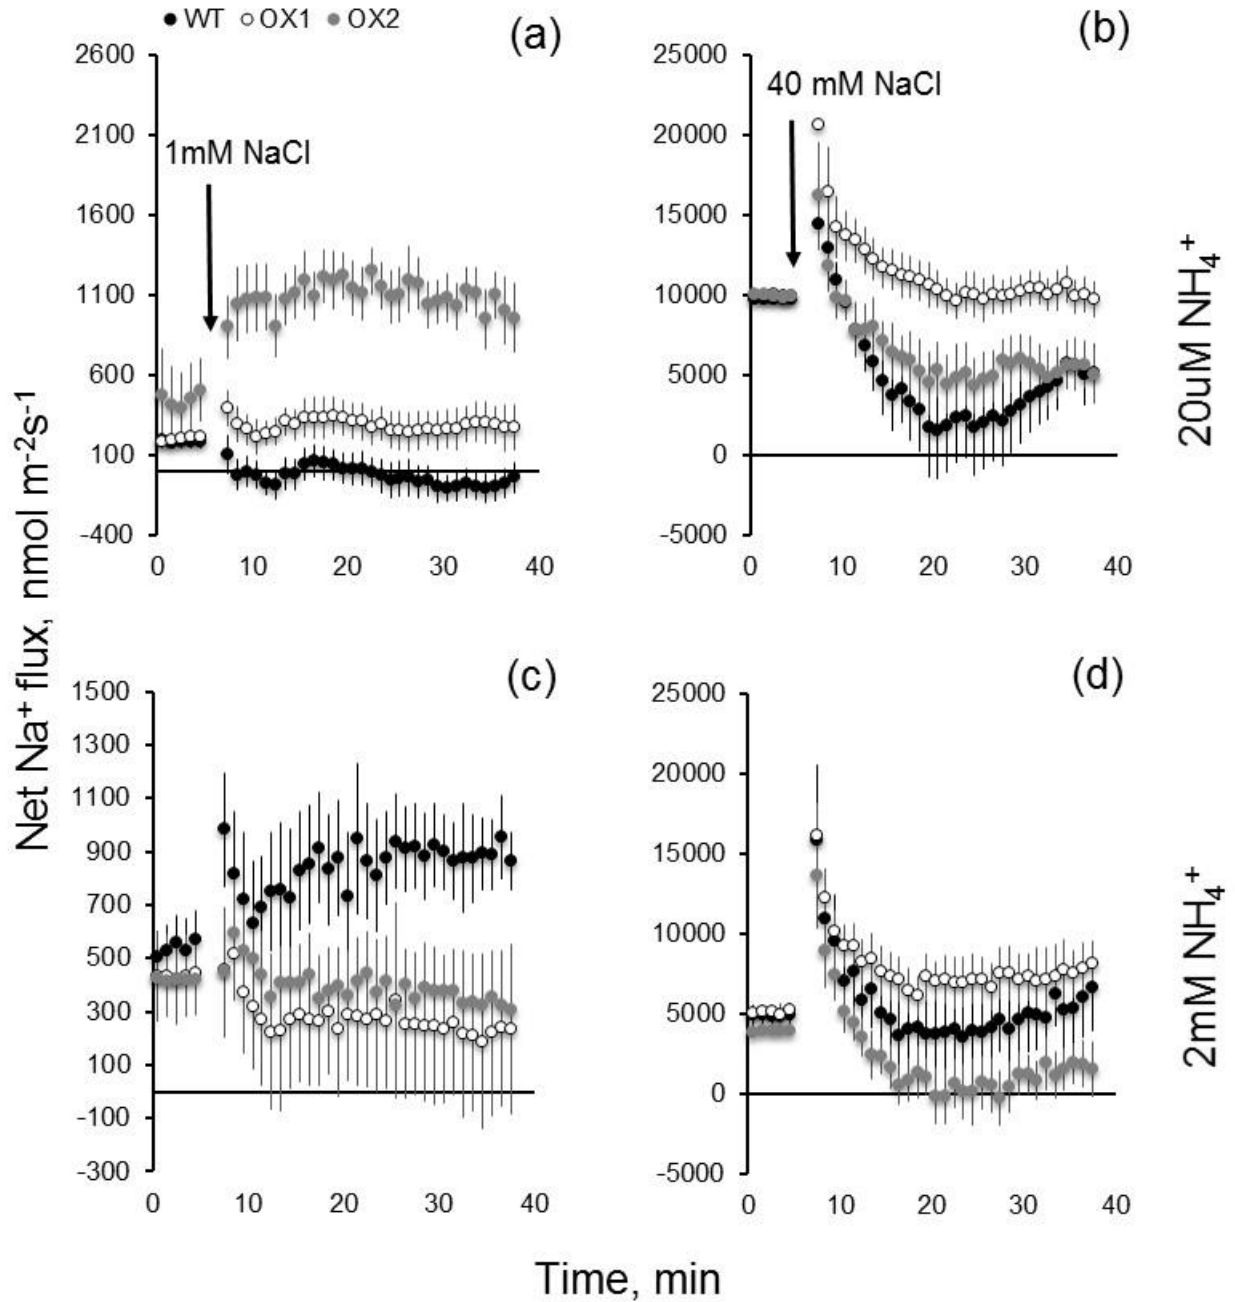 WT OX1 OX2
(a)
2600
2100
1600
1100
600
100
-400
1mM NaCl
0 10 20 30 40
(b)
25000
20000
15000
10000
5000
0
-5000
40 mM NaCl
0 10 20 30 40
20uM NH₄⁺
Net Na⁺ flux, nmol m⁻²S⁻¹
(c)
1500
1300
1100
900
700
500
300
100
-100
-300
0 10 20 30 40
(d)
25000
20000
15000
10000
5000
0
-5000
0 10 20 30 40
2mM NH₄⁺
Time, min